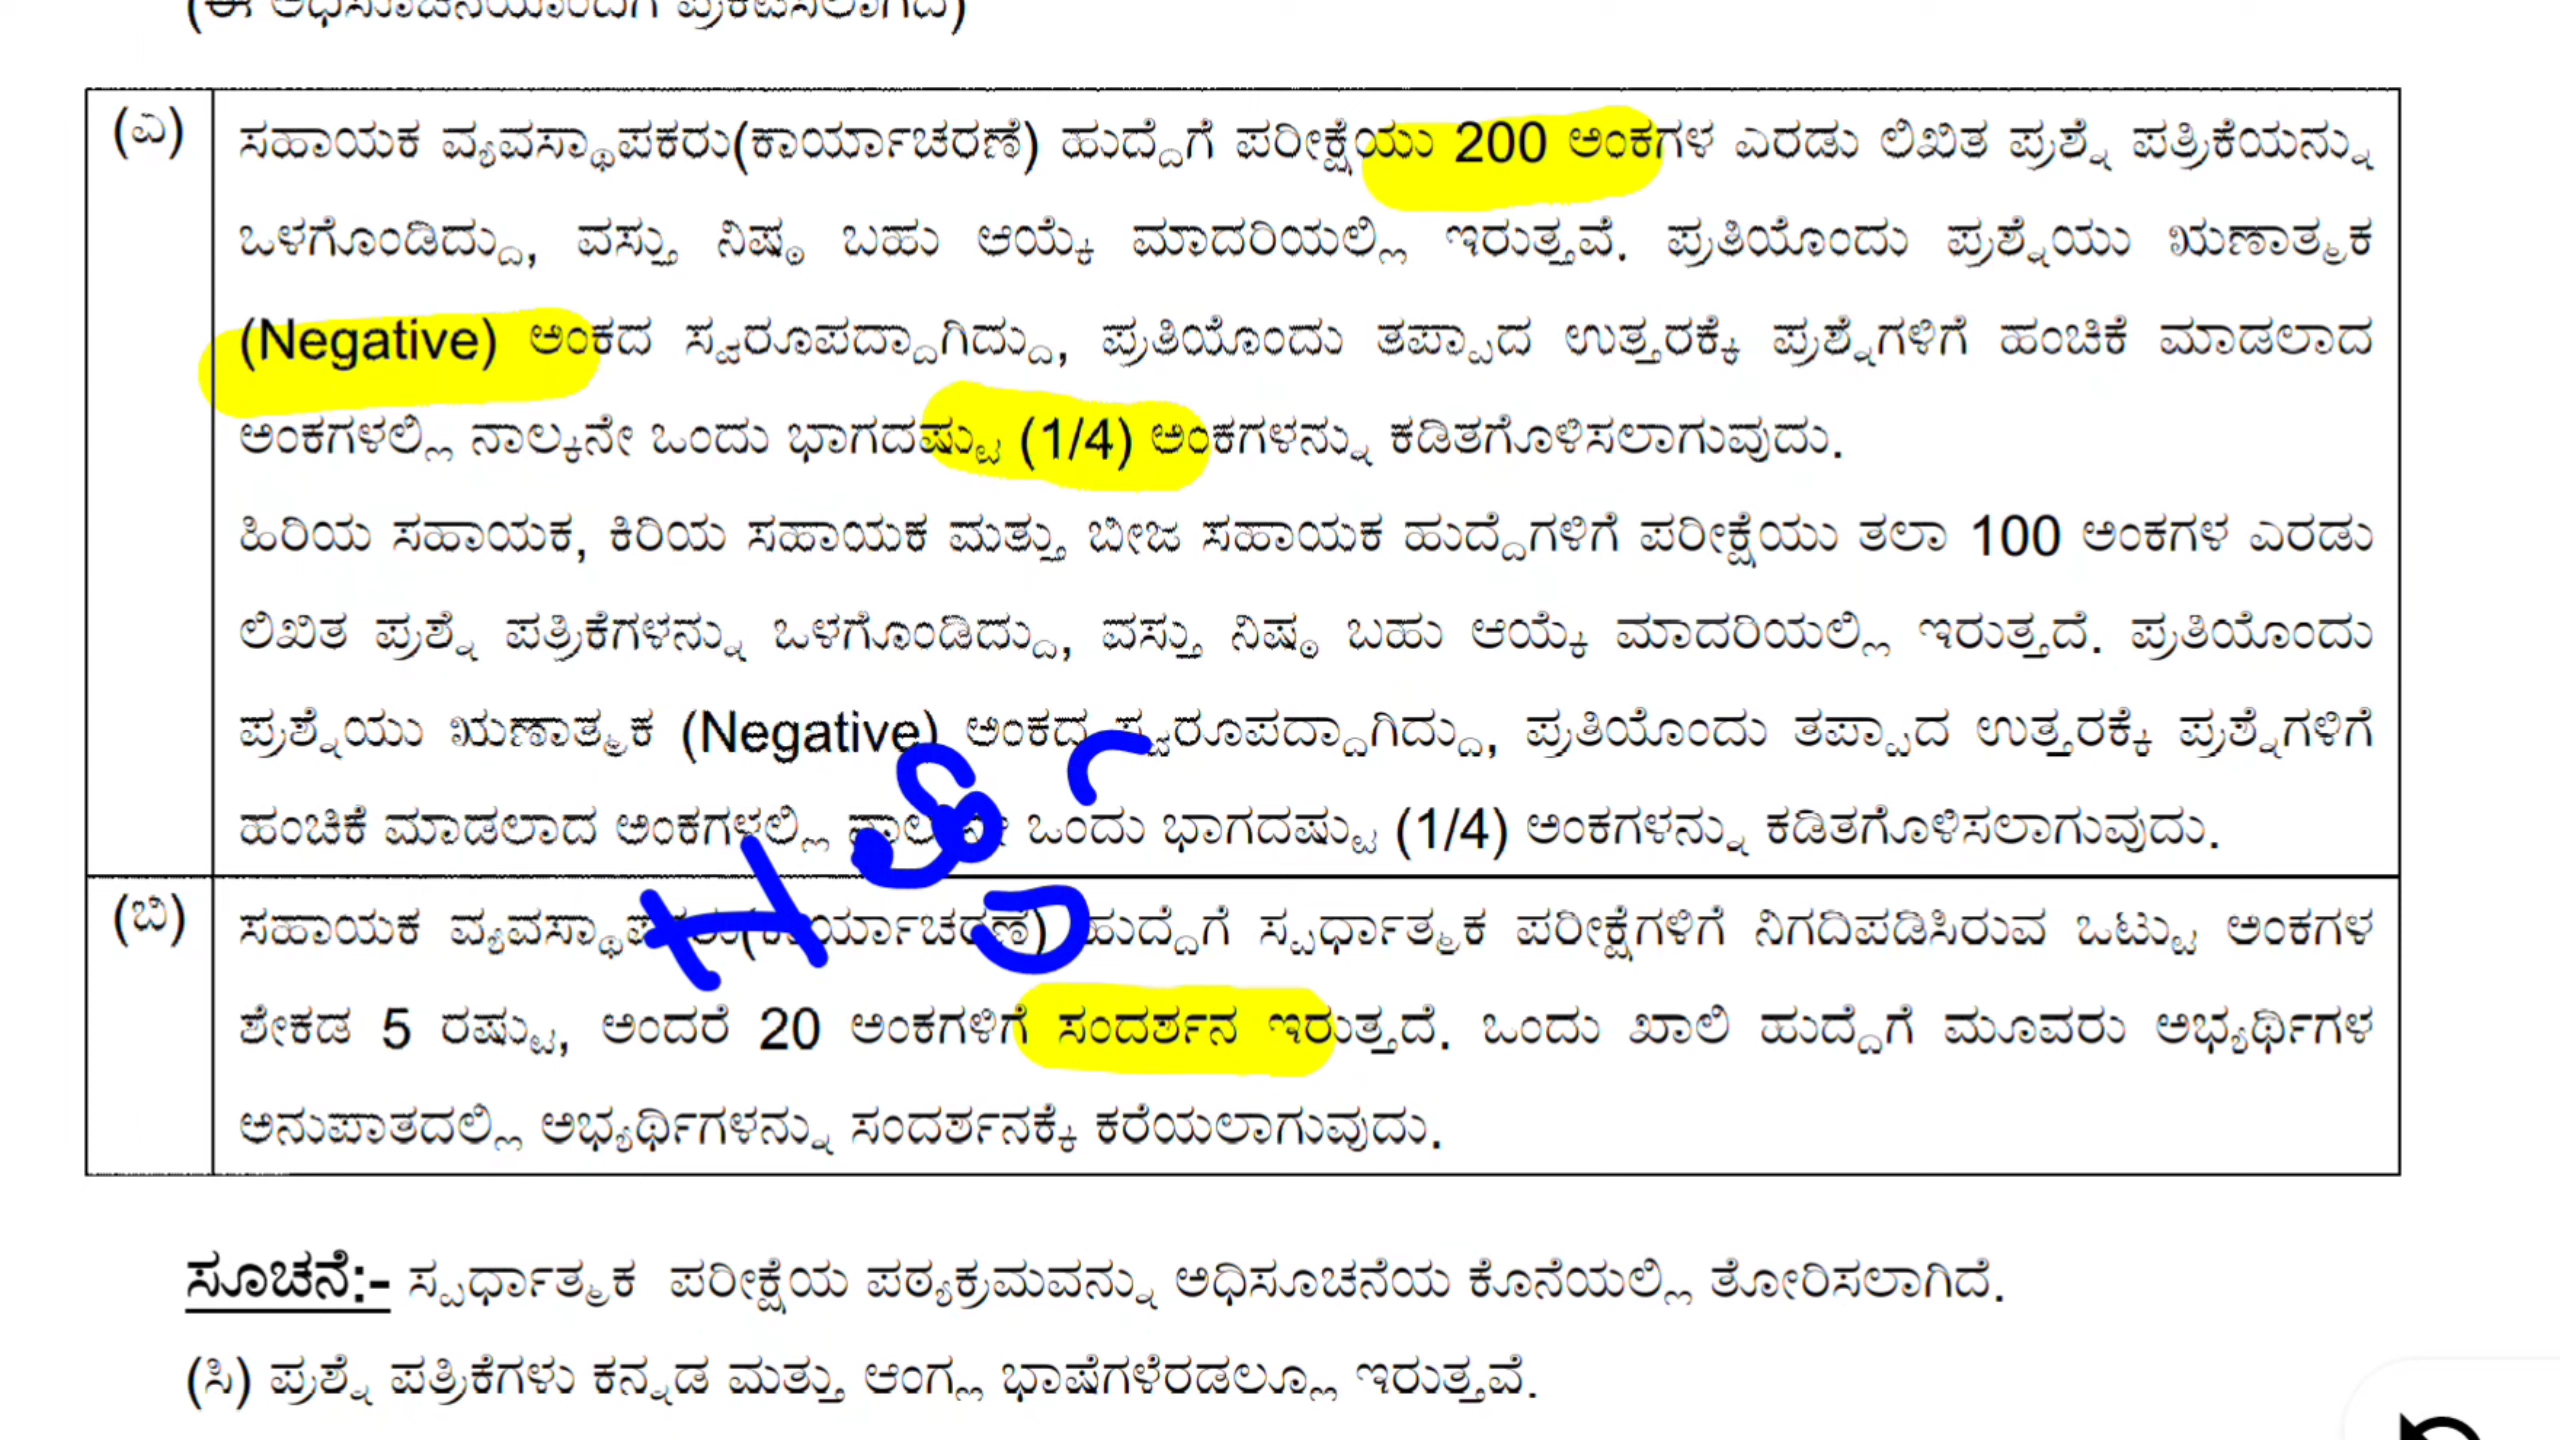 (ಈ ಅಧಿಸೂಚನೆಯೊಂದಿಗೆ ಪ್ರಕಟಿಸಲಾಗಿದೆ)
(ಎ) ಸಹಾಯಕ ವ್ಯವಸ್ಥಾಪಕರು(ಕಾರ್ಯಾಚರಣೆ) ಹುದ್ದೆಗೆ ಪರೀಕ್ಷೆಯು 200 ಅಂಕಗಳ ಎರಡು ಲಿಖಿತ ಪ್ರಶ್ನೆ ಪತ್ರಿಕೆಯನ್ನು
ಒಳಗೊಂಡಿದ್ದು, ವಸ್ತು ನಿಷ್ಠ ಬಹು ಆಯ್ಕೆ ಮಾದರಿಯಲ್ಲಿ ಇರುತ್ತವೆ. ಪ್ರತಿಯೊಂದು ಪ್ರಶ್ನೆಯು ಋಣಾತ್ಮಕ
(Negative) ಅಂಕದ ಸ್ವರೂಪದ್ದಾಗಿದ್ದು, ಪ್ರತಿಯೊಂದು ತಪ್ಪಾದ ಉತ್ತರಕ್ಕೆ ಪ್ರಶ್ನೆಗಳಿಗೆ ಹಂಚಿಕೆ ಮಾಡಲಾದ
ಅಂಕಗಳಲ್ಲಿ ನಾಲ್ಕನೇ ಒಂದು ಭಾಗದಷ್ಟು (1/4) ಅಂಕಗಳನ್ನು ಕಡಿತಗೊಳಿಸಲಾಗುವುದು.
ಹಿರಿಯ ಸಹಾಯಕ, ಕಿರಿಯ ಸಹಾಯಕ ಮತ್ತು ಬೀಜ ಸಹಾಯಕ ಹುದ್ದೆಗಳಿಗೆ ಪರೀಕ್ಷೆಯು ತಲಾ 100 ಅಂಕಗಳ ಎರಡು
ಲಿಖಿತ ಪ್ರಶ್ನೆ ಪತ್ರಿಕೆಗಳನ್ನು ಒಳಗೊಂಡಿದ್ದು, ವಸ್ತು ನಿಷ್ಠ ಬಹು ಆಯ್ಕೆ ಮಾದರಿಯಲ್ಲಿ ಇರುತ್ತದೆ. ಪ್ರತಿಯೊಂದು
ಪ್ರಶ್ನೆಯು ಋಣಾತ್ಮಕ (Negative) ಅಂಕದ ಸ್ವರೂಪದ್ದಾಗಿದ್ದು, ಪ್ರತಿಯೊಂದು ತಪ್ಪಾದ ಉತ್ತರಕ್ಕೆ ಪ್ರಶ್ನೆಗಳಿಗೆ
ಹಂಚಿಕೆ ಮಾಡಲಾದ ಅಂಕಗಳಲ್ಲಿ ನಾಲ್ಕನೇ ಒಂದು ಭಾಗದಷ್ಟು (1/4) ಅಂಕಗಳನ್ನು ಕಡಿತಗೊಳಿಸಲಾಗುವುದು.
(ಬಿ) ಸಹಾಯಕ ವ್ಯವಸ್ಥಾಪಕರು(ಕಾರ್ಯಾಚರಣೆ) ಹುದ್ದೆಗೆ ಸ್ಪರ್ಧಾತ್ಮಕ ಪರೀಕ್ಷೆಗಳಿಗೆ ನಿಗದಿಪಡಿಸಿರುವ ಒಟ್ಟು ಅಂಕಗಳ
ಶೇಕಡ 5 ರಷ್ಟು, ಅಂದರೆ 20 ಅಂಕಗಳಿಗೆ ಸಂದರ್ಶನ ಇರುತ್ತದೆ. ಒಂದು ಖಾಲಿ ಹುದ್ದೆಗೆ ಮೂವರು ಅಭ್ಯರ್ಥಿಗಳ
ಅನುಪಾತದಲ್ಲಿ ಅಭ್ಯರ್ಥಿಗಳನ್ನು ಸಂದರ್ಶನಕ್ಕೆ ಕರೆಯಲಾಗುವುದು.
ಸೂಚನೆ:- ಸ್ಪರ್ಧಾತ್ಮಕ ಪರೀಕ್ಷೆಯ ಪಠ್ಯಕ್ರಮವನ್ನು ಅಧಿಸೂಚನೆಯ ಕೊನೆಯಲ್ಲಿ ತೋರಿಸಲಾಗಿದೆ.
(ಸಿ) ಪ್ರಶ್ನೆ ಪತ್ರಿಕೆಗಳು ಕನ್ನಡ ಮತ್ತು ಆಂಗ್ಲ ಭಾಷೆಗಳೆರಡಲ್ಲೂ ಇರುತ್ತವೆ.